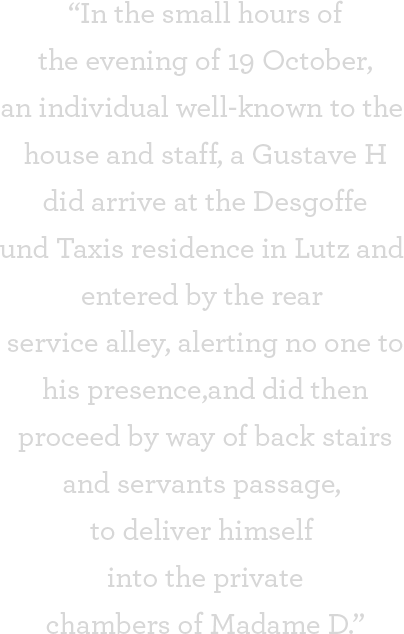 “In the small hours of
the evening of 19 October,
an individual well-known to the
house and staff, a Gustave H
did arrive at the Desgoffe
und Taxis residence in Lutz and
entered by the rear
service alley, alerting no one to
his presence,and did then
proceed by way of back stairs
and servants passage,
to deliver himself
into the private
chambers of Madame D.”